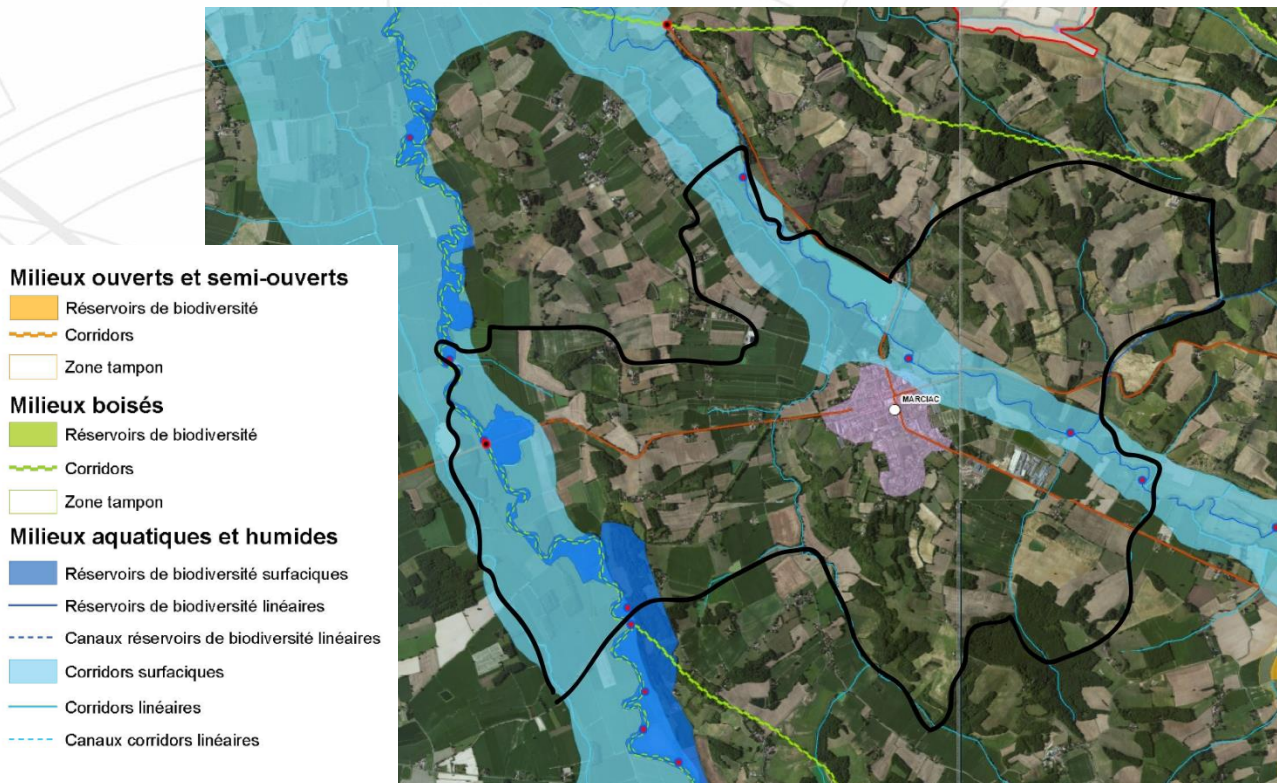 Milieux ouverts et semi-ouverts
Réservoirs de biodiversité
Corridors
Zone tampon
Milieux boisés
Réservoirs de biodiversité
Corridors
Zone tampon
Milieux aquatiques et humides
Réservoirs de biodiversité surfaciques
Réservoirs de biodiversité linéaires
Canaux réservoirs de biodiversité linéaires
Corridors surfaciques
Corridors linéaires
Canaux corridors linéaires
MARCIAC